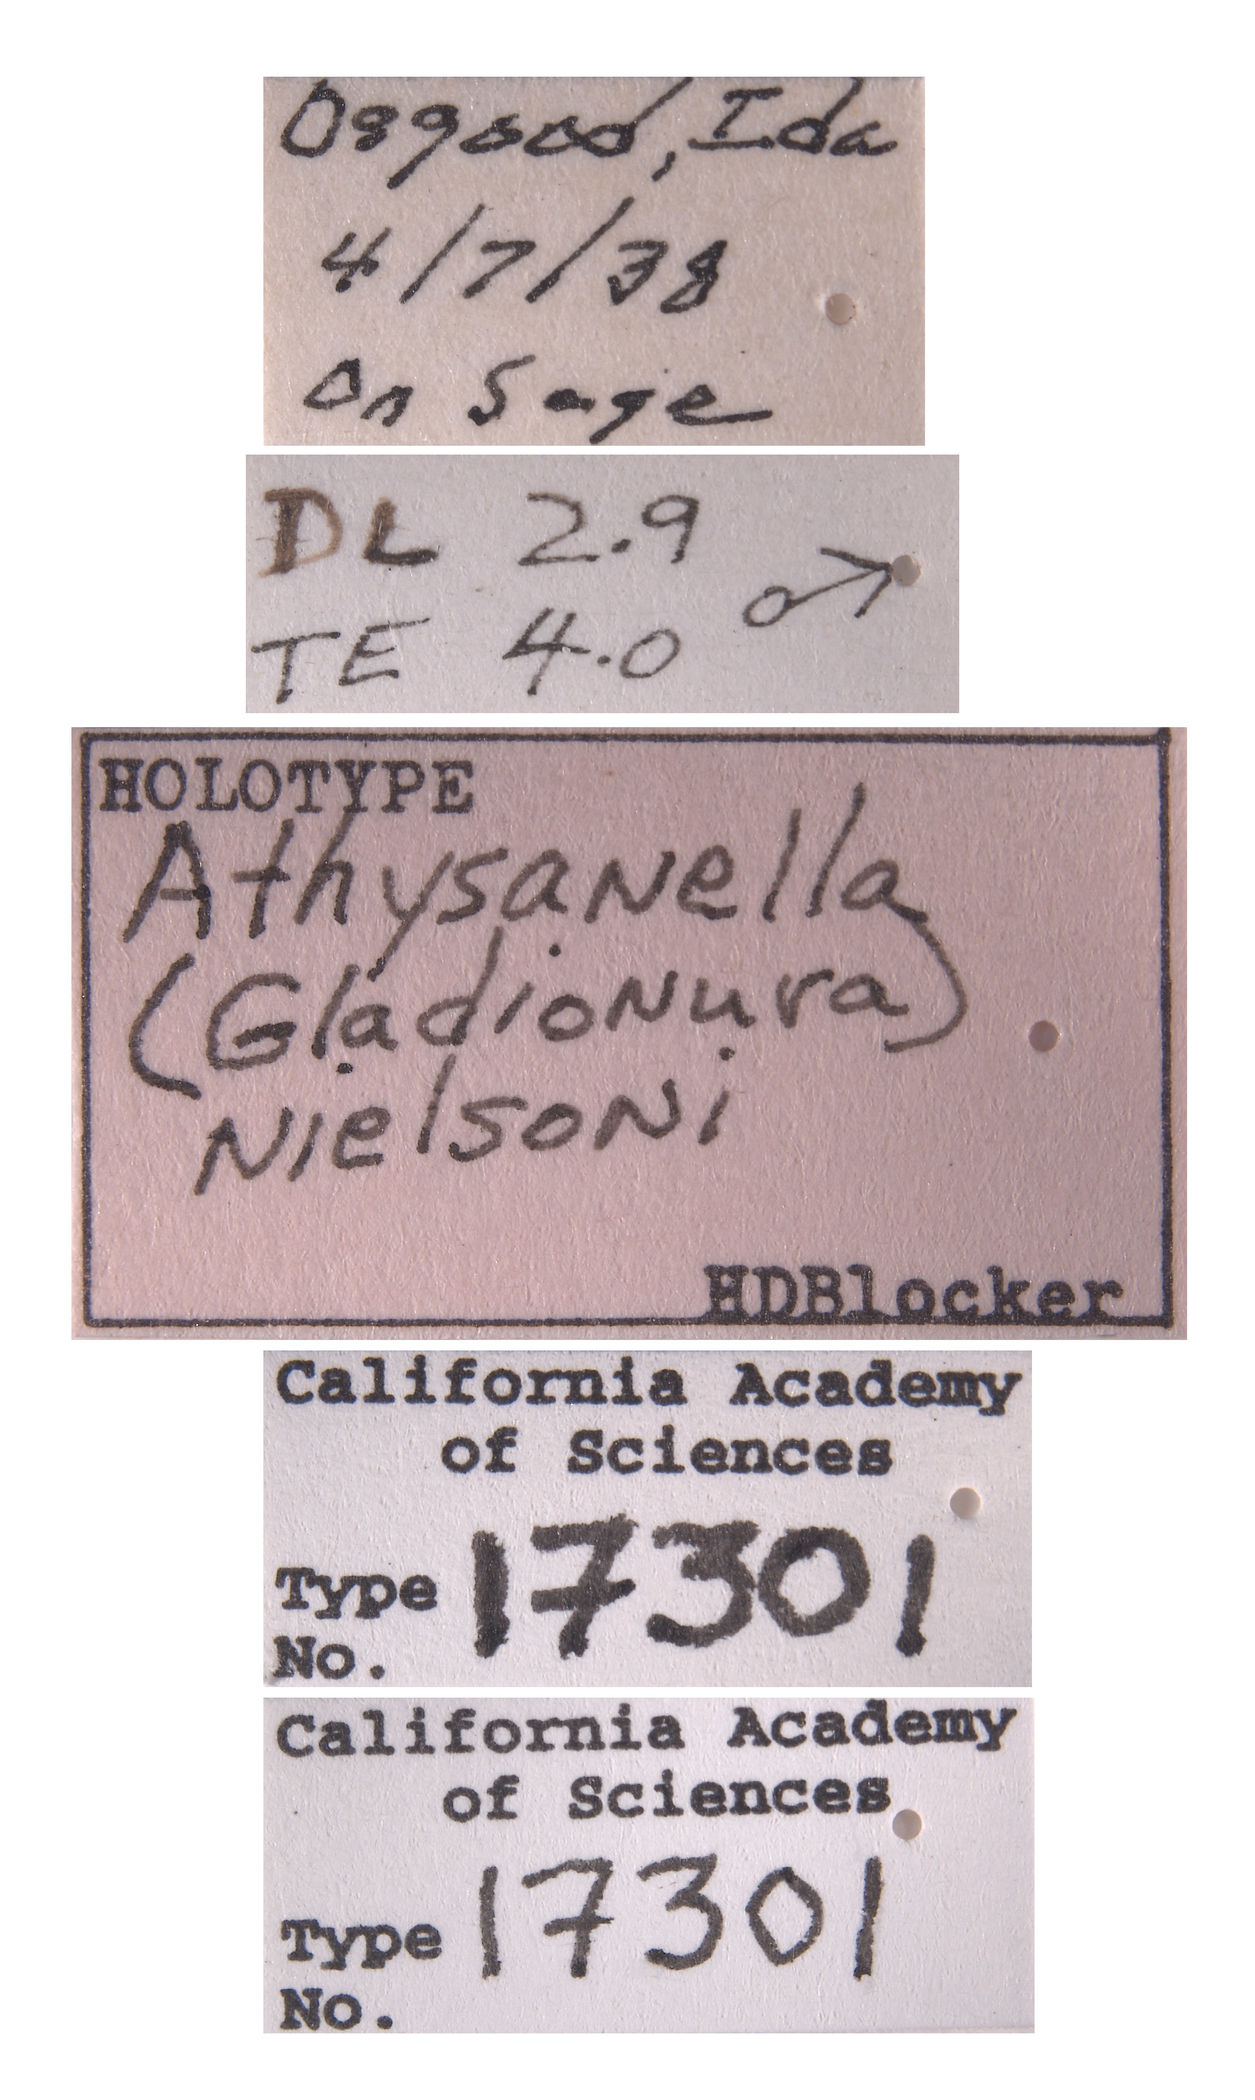 Osgood, Ida
4/7/38
On Sage
DL 2.9
TE 4.0 ♂
HOLOTYPE
Athysanella
(Gladionura)
Nielsoni
HDBlocker
California Academy
of Sciences
Type
No. 17301
California Academy
of Sciences
Type
No. 17301